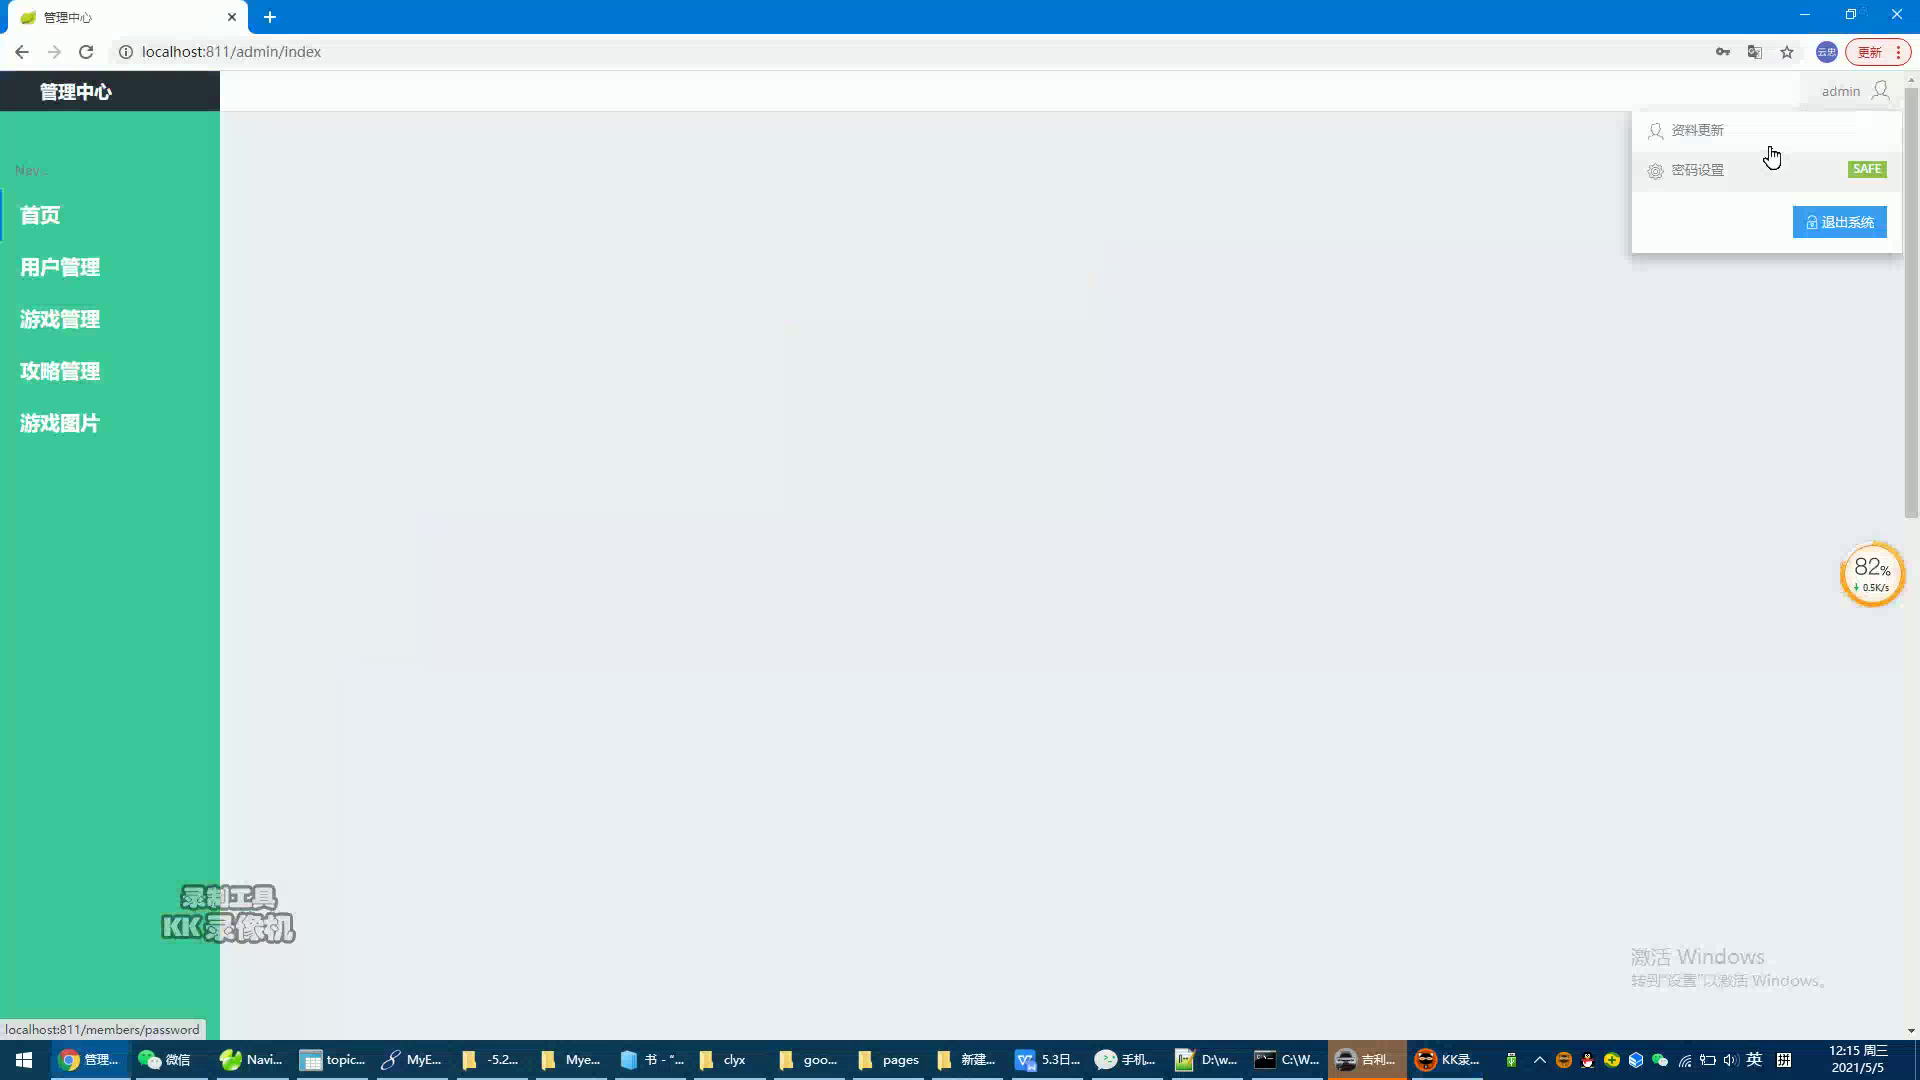 管理中心
localhost:811/admin/index
云忠
更新
管理中心
admin
资料更新
密码设置
SAFE
退出系统
Nev...
首页
用户管理
游戏管理
攻略管理
游戏图片
82%
0.5K/s
录制工具
KK录像机
激活 Windows
转到“设置”以激活 Windows。
localhost:811/members/password
管理...
微信
Navi...
topic...
MyE...
-5.2...
Mye...
书 - “...
clyx
goo...
pages
新建...
5.3日...
手机...
D:\w...
C:\W...
吉利...
KK录...
英
12:15 周三
2021/5/5